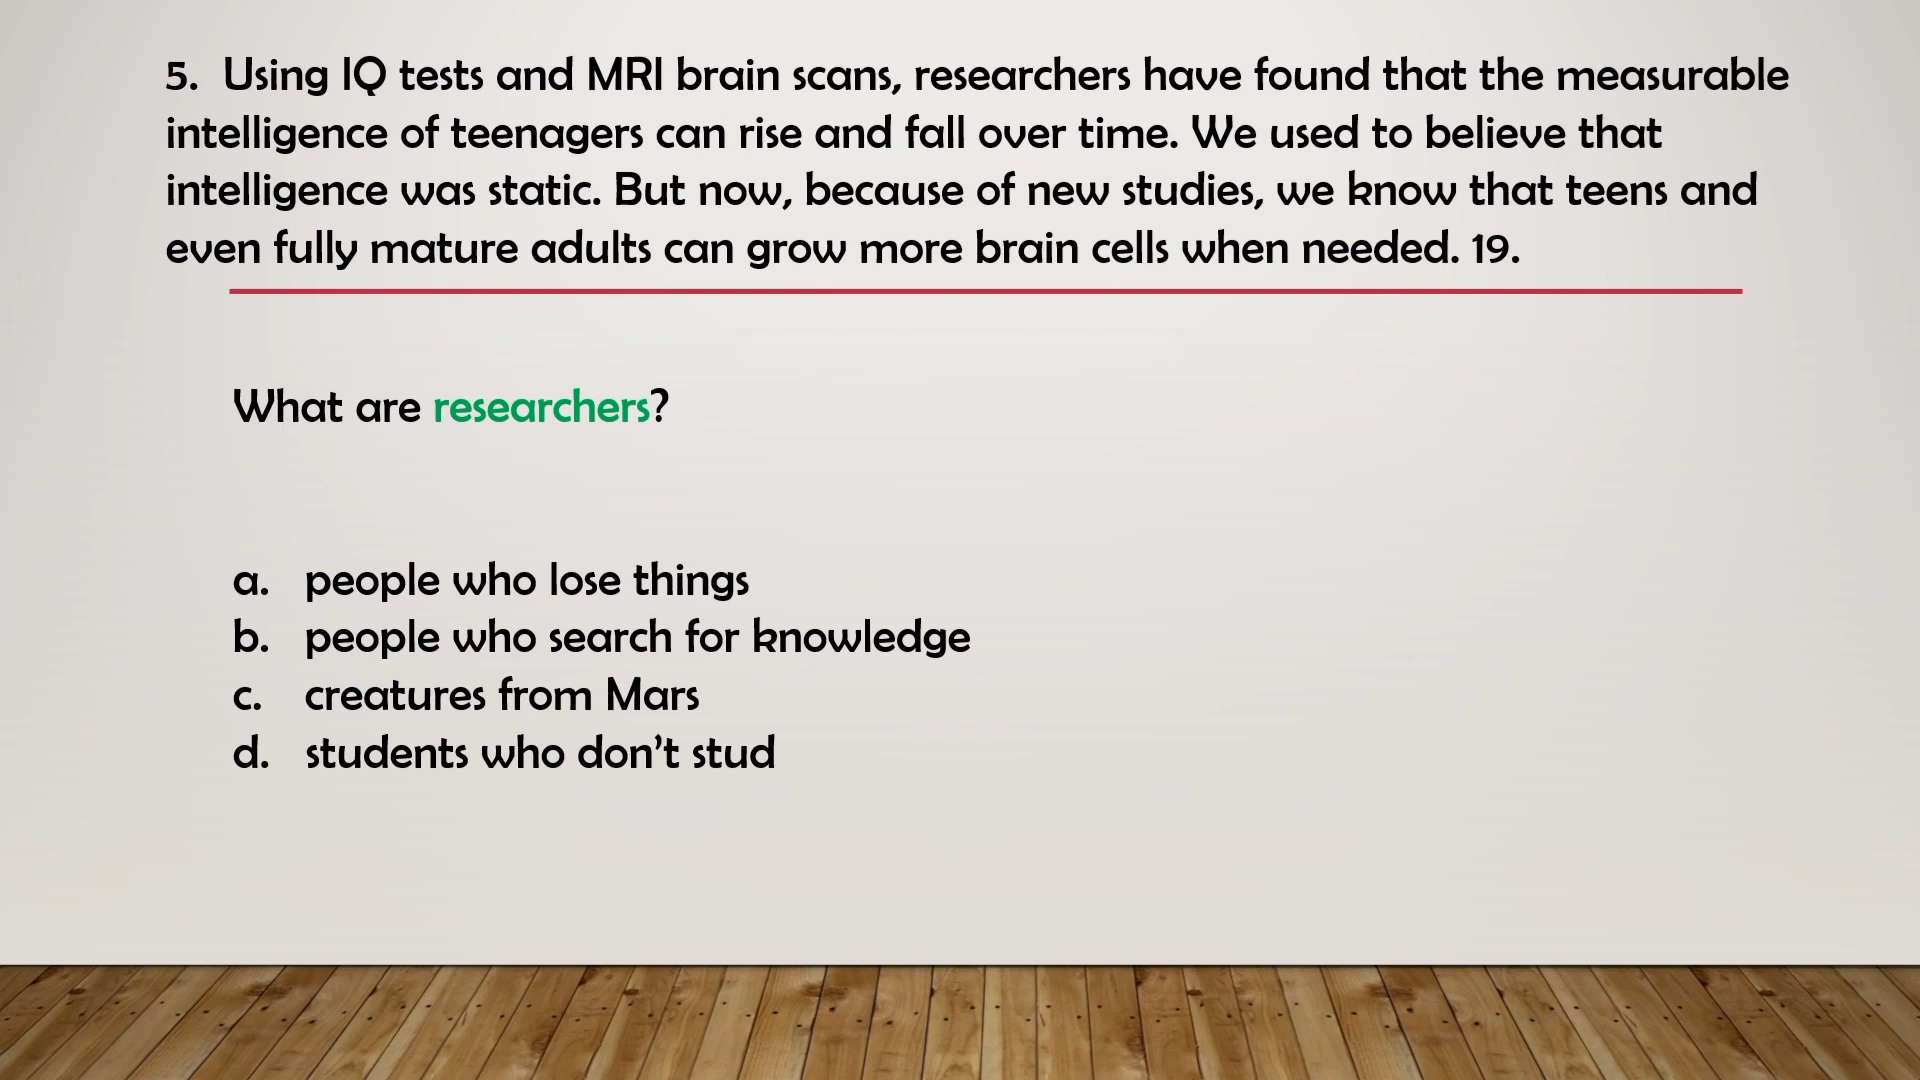 5. Using IQ tests and MRI brain scans, researchers have found that the measurable
intelligence of teenagers can rise and fall over time. We used to believe that
intelligence was static. But now, because of new studies, we know that teens and
even fully mature adults can grow more brain cells when needed. 19.
What are researchers?
a. people who lose things
b. people who search for knowledge
c. creatures from Mars
d. students who don’t stud